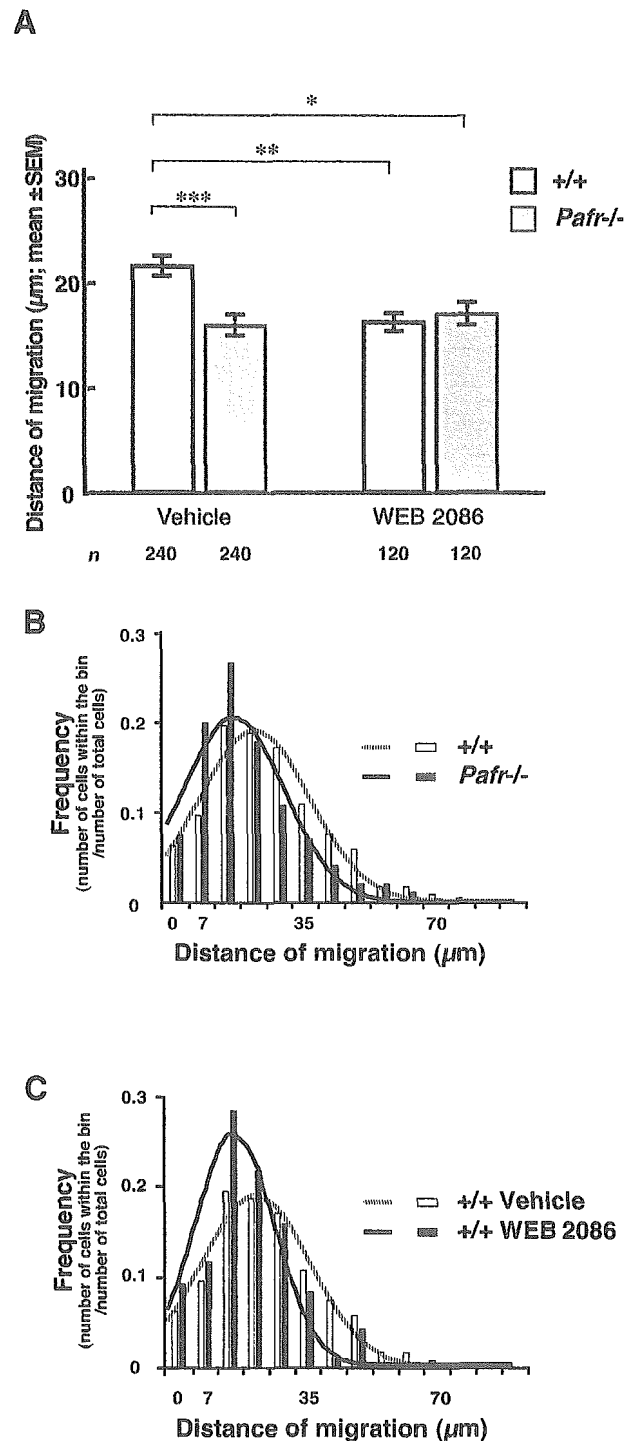 A
Distance of migration (µm; mean ±SEM)
30
20
10
0
*
**
***
+/+
Pafr-/-
Vehicle
WEB 2086
n 240 240 120 120
B
Frequency
(number of cells within the bin
/number of total cells)
0.3
0.2
0.1
0
+/+
Pafr-/-
0 7 35 70
Distance of migration (µm)
C
Frequency
(number of cells within the bin
/number of total cells)
0.3
0.2
0.1
0
+/+ Vehicle
+/+ WEB 2086
0 7 35 70
Distance of migration (µm)